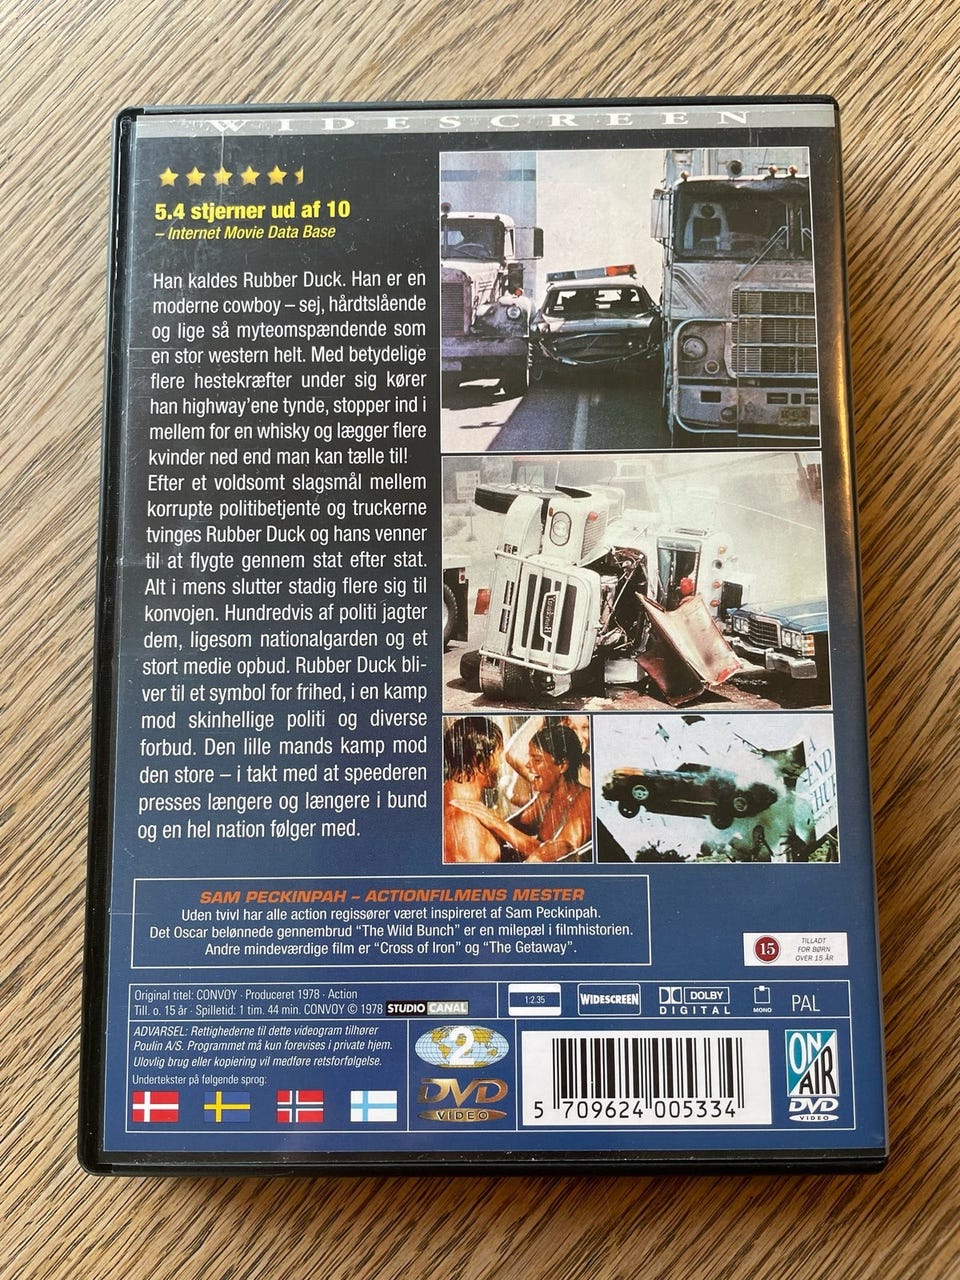 WIDESCREEN
5.4 stjerner ud af 10
– Internet Movie Data Base
Han kaldes Rubber Duck. Han er en
moderne cowboy – sej, hårdtslående
og lige så myteomspændende som
en stor western helt. Med betydelige
flere hestekræfter under sig kører
han highway'ene tynde, stopper ind i
mellem for en whisky og lægger flere
kvinder ned end man kan tælle til!
Efter et voldsomt slagsmål mellem
korrupte politibetjente og truckerne
tvinges Rubber Duck og hans venner
til at flygte gennem stat efter stat.
Alt i mens slutter stadig flere sig til
konvojen. Hundredvis af politi jagter
dem, ligesom nationalgarden og et
stort medie opbud. Rubber Duck bli-
ver til et symbol for frihed, i en kamp
mod skinhellige politi og diverse
forbud. Den lille mands kamp mod
den store – i takt med at speederen
presses længere og længere i bund
og en hel nation følger med.
SAM PECKINPAH – ACTIONFILMENS MESTER
Uden tvivl har alle action regissører været inspireret af Sam Peckinpah.
Det Oscar belønnede gennembrud "The Wild Bunch" er en milepæl i filmhistorien.
Andre mindeværdige film er "Cross of Iron" og "The Getaway".
15
TILLADT
FOR BØRN
OVER 15 ÅR
Original titel: CONVOY · Produceret 1978 · Action
Till. o. 15 år · Spilletid: 1 tim. 44 min. CONVOY © 1978 STUDIO CANAL
1:2.35
WIDESCREEN
DOLBY
DIGITAL
MONO
PAL
ADVARSEL: Rettighederne til dette videogram tilhører
Poulin A/S. Programmet må kun forevises i private hjem.
Ulovlig brug eller kopiering vil medføre retsforfølgelse.
Undertekster på følgende sprog:
2
DVD
VIDEO
5 709624 005334
ON
AIR
DVD
VIDEO